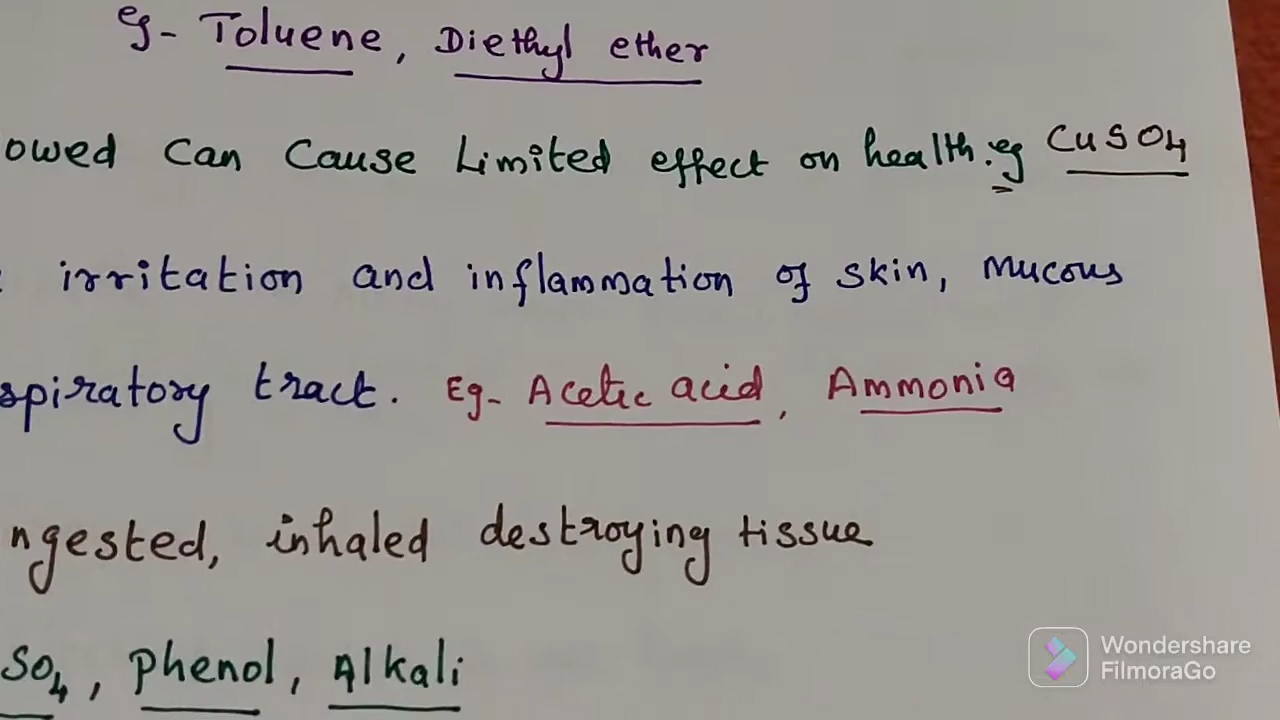 eg- Toluene, Diethyl ether
owed can cause Limited effect on health. eg CuSO4
irritation and inflammation of skin, mucous
spiratory tract. Eg- Acetic acid, Ammonia
ngested, inhaled destroying tissue
SO4, Phenol, Alkali
Wondershare
FilmoraGo